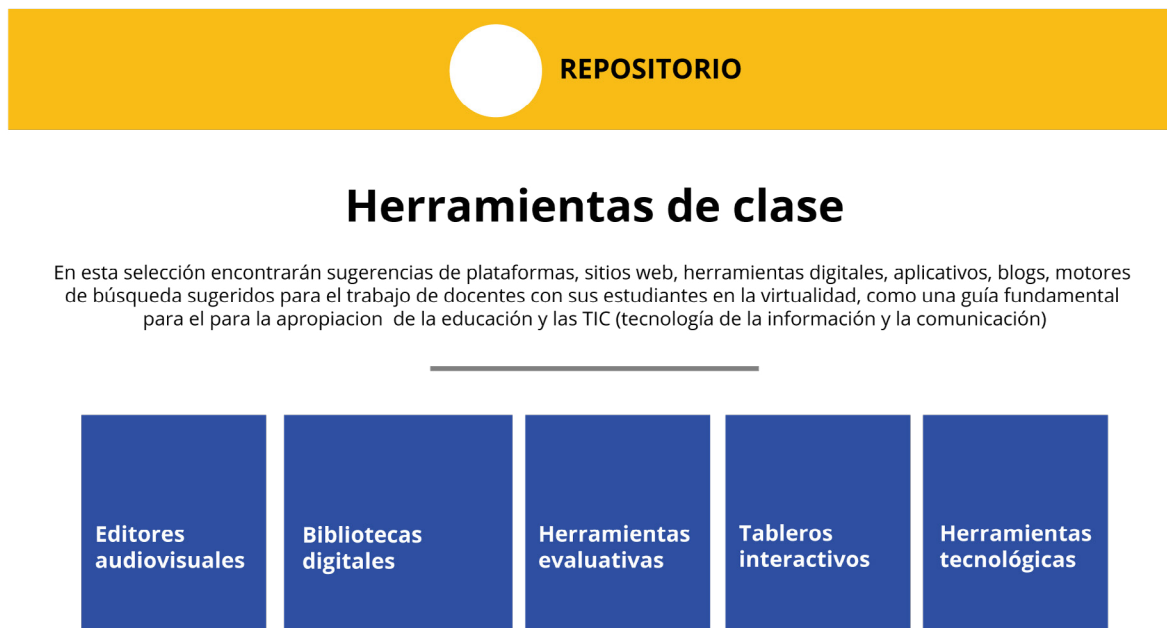 REPOSITORIO
Herramientas de clase
En esta selección encontrarán sugerencias de plataformas, sitios web, herramientas digitales, aplicativos, blogs, motores
de búsqueda sugeridos para el trabajo de docentes con sus estudiantes en la virtualidad, como una guía fundamental
para el para la apropiacion  de la educación y las TIC (tecnología de la información y la comunicación)
Editores
audiovisuales
Bibliotecas
digitales
Herramientas
evaluativas
Tableros
interactivos
Herramientas
tecnológicas